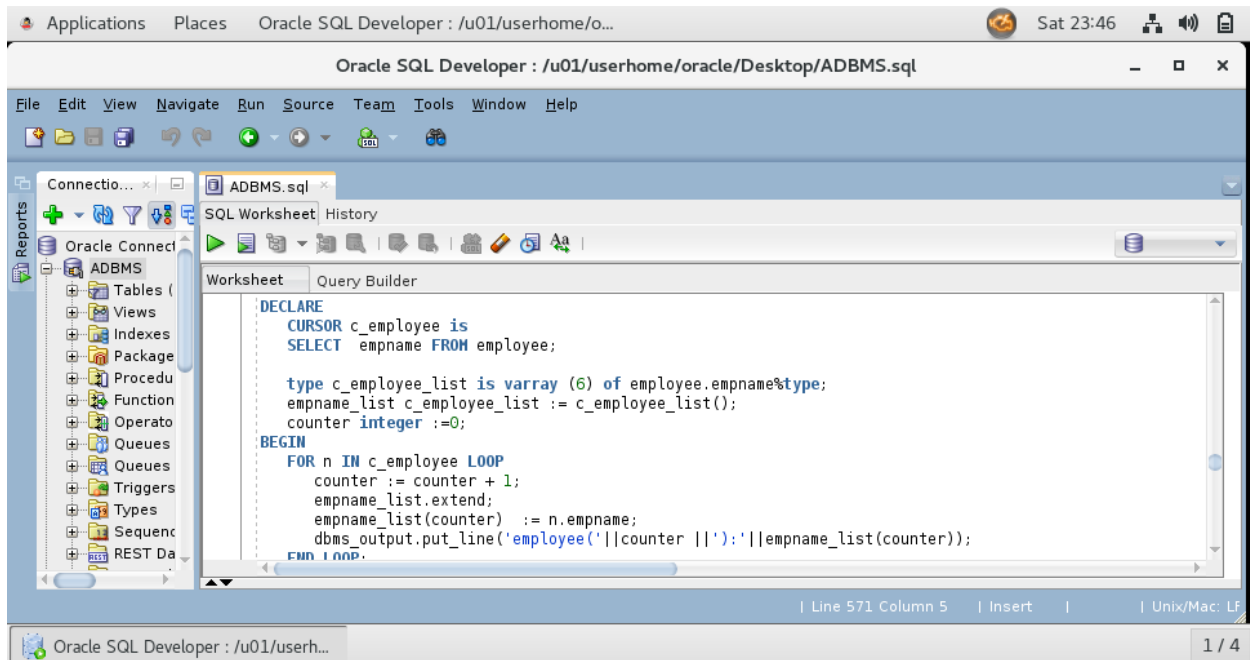 Applications Places Oracle SQL Developer : /u01/userhome/o... Sat 23:46
Oracle SQL Developer : /u01/userhome/oracle/Desktop/ADBMS.sql
File Edit View Navigate Run Source Team Tools Window Help
Connectio...
ADBMS.sql
Reports
SQL Worksheet History
Oracle Connect
ADBMS
Tables (
Views
Indexes
Package
Procedu
Function
Operato
Queues
Queues
Triggers
Types
Sequenc
REST Da
Worksheet Query Builder
DECLARE
CURSOR c_employee is
SELECT empname FROM employee;
type c_employee_list is varray (6) of employee.empname%type;
empname_list c_employee_list := c_employee_list();
counter integer :=0;
BEGIN
FOR n IN c_employee LOOP
counter := counter + 1;
empname_list.extend;
empname_list(counter) := n.empname;
dbms_output.put_line('employee('||counter ||'):'||empname_list(counter));
END LOOP;
| Line 571 Column 5 | Insert | | Unix/Mac: LF
Oracle SQL Developer : /u01/userh... 1 / 4